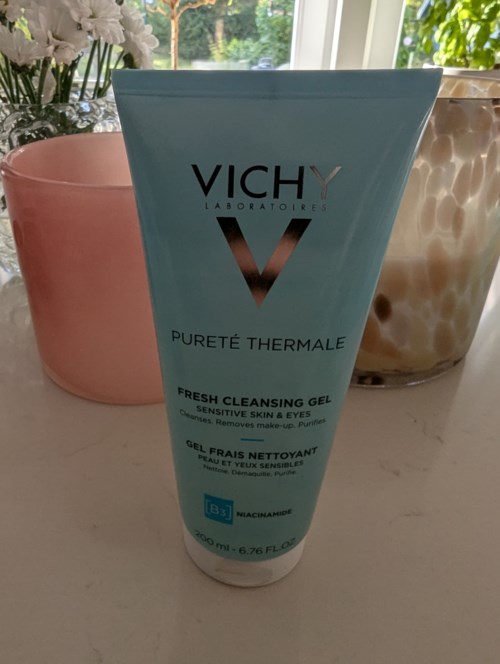 VICHY
LABORATOIRES
PURETÉ THERMALE
FRESH CLEANSING GEL
SENSITIVE SKIN & EYES
Cleanses. Removes make-up. Purifies
GEL FRAIS NETTOYANT
PEAU ET YEUX SENSIBLES
Nettoie. Démaquille. Purifie.
[B3] NIACINAMIDE
200 ml - 6.76 FL.OZ.